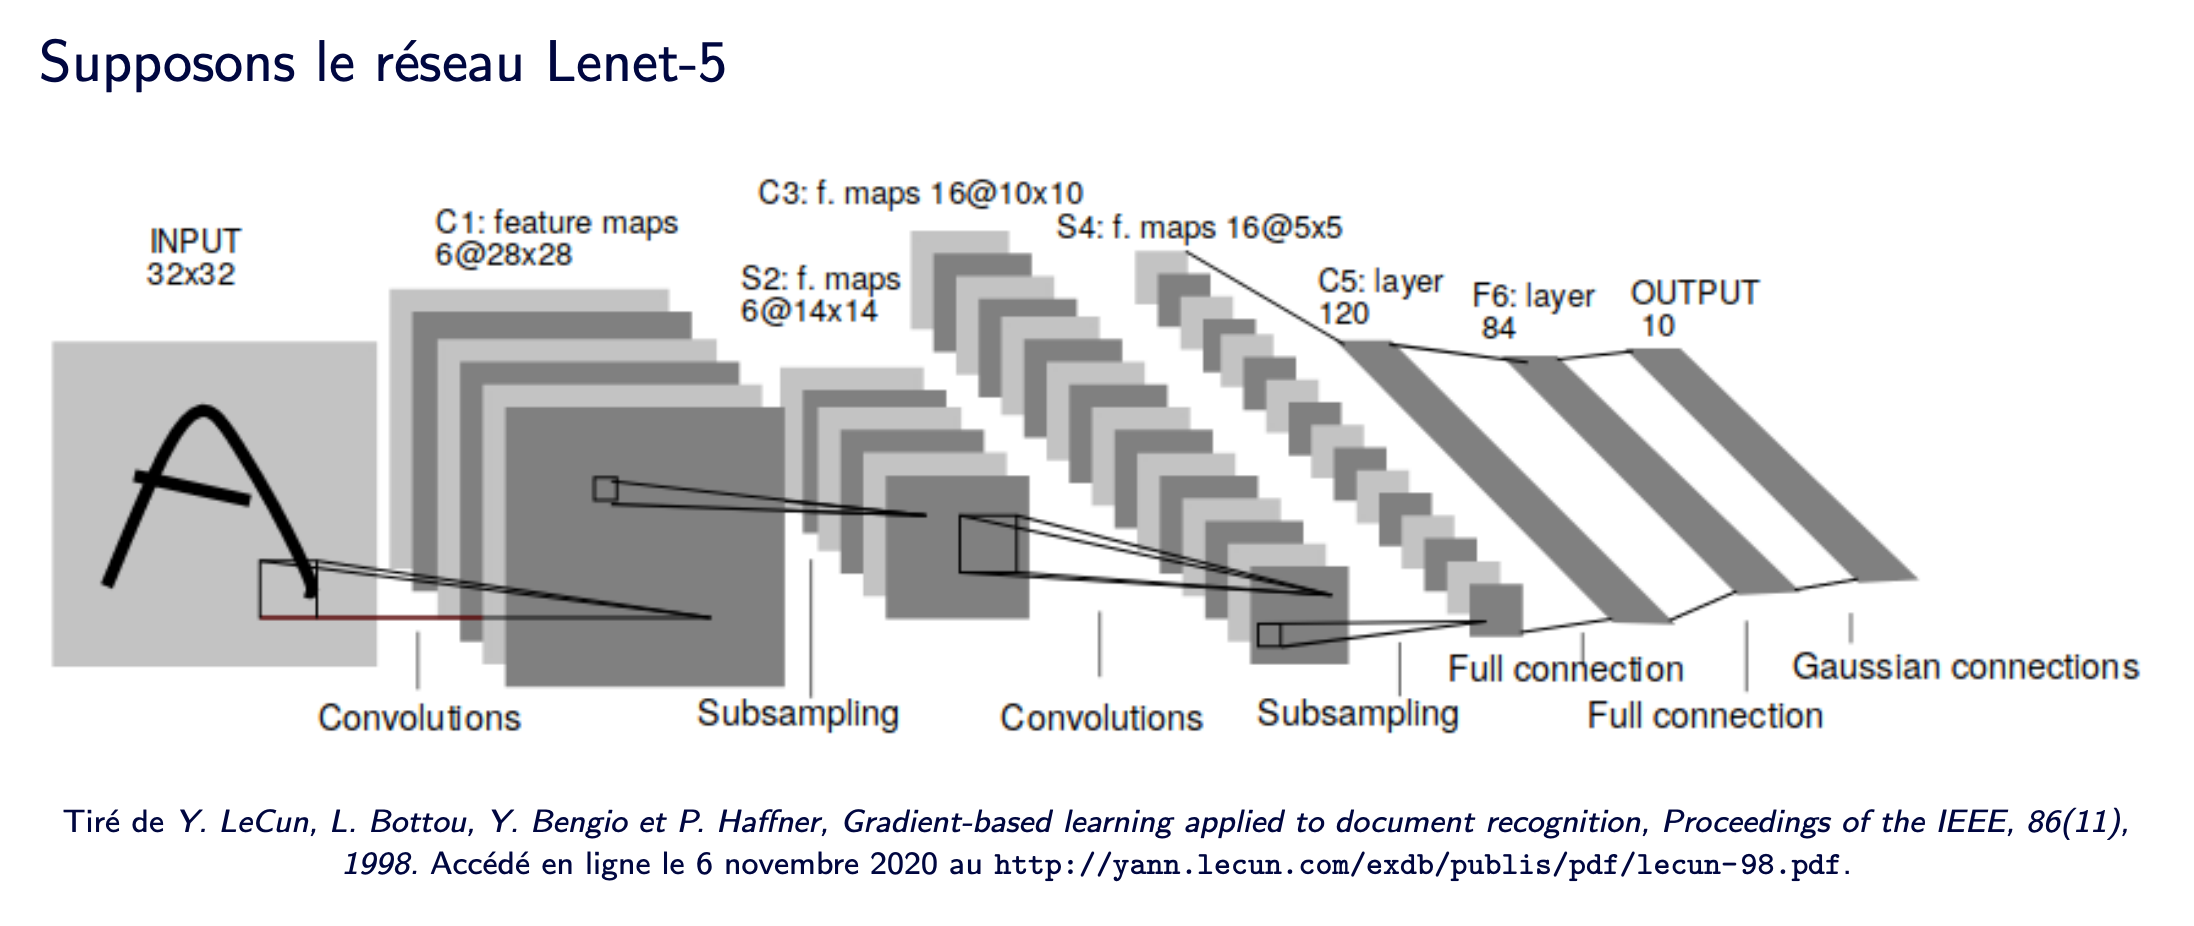 Supposons le réseau Lenet-5
C3: f. maps 16@10x10
C1: feature maps
6@28x28
S4: f. maps 16@5x5
INPUT
32x32
S2: f. maps
6@14x14
C5: layer
120
F6: layer
84
OUTPUT
10
A
Convolutions
Subsampling
Convolutions
Subsampling
Full connection
Full connection
Gaussian connections
Tiré de Y. LeCun, L. Bottou, Y. Bengio et P. Haffner, Gradient-based learning applied to document recognition, Proceedings of the IEEE, 86(11),
1998. Accédé en ligne le 6 novembre 2020 au http://yann.lecun.com/exdb/publis/pdf/lecun-98.pdf.